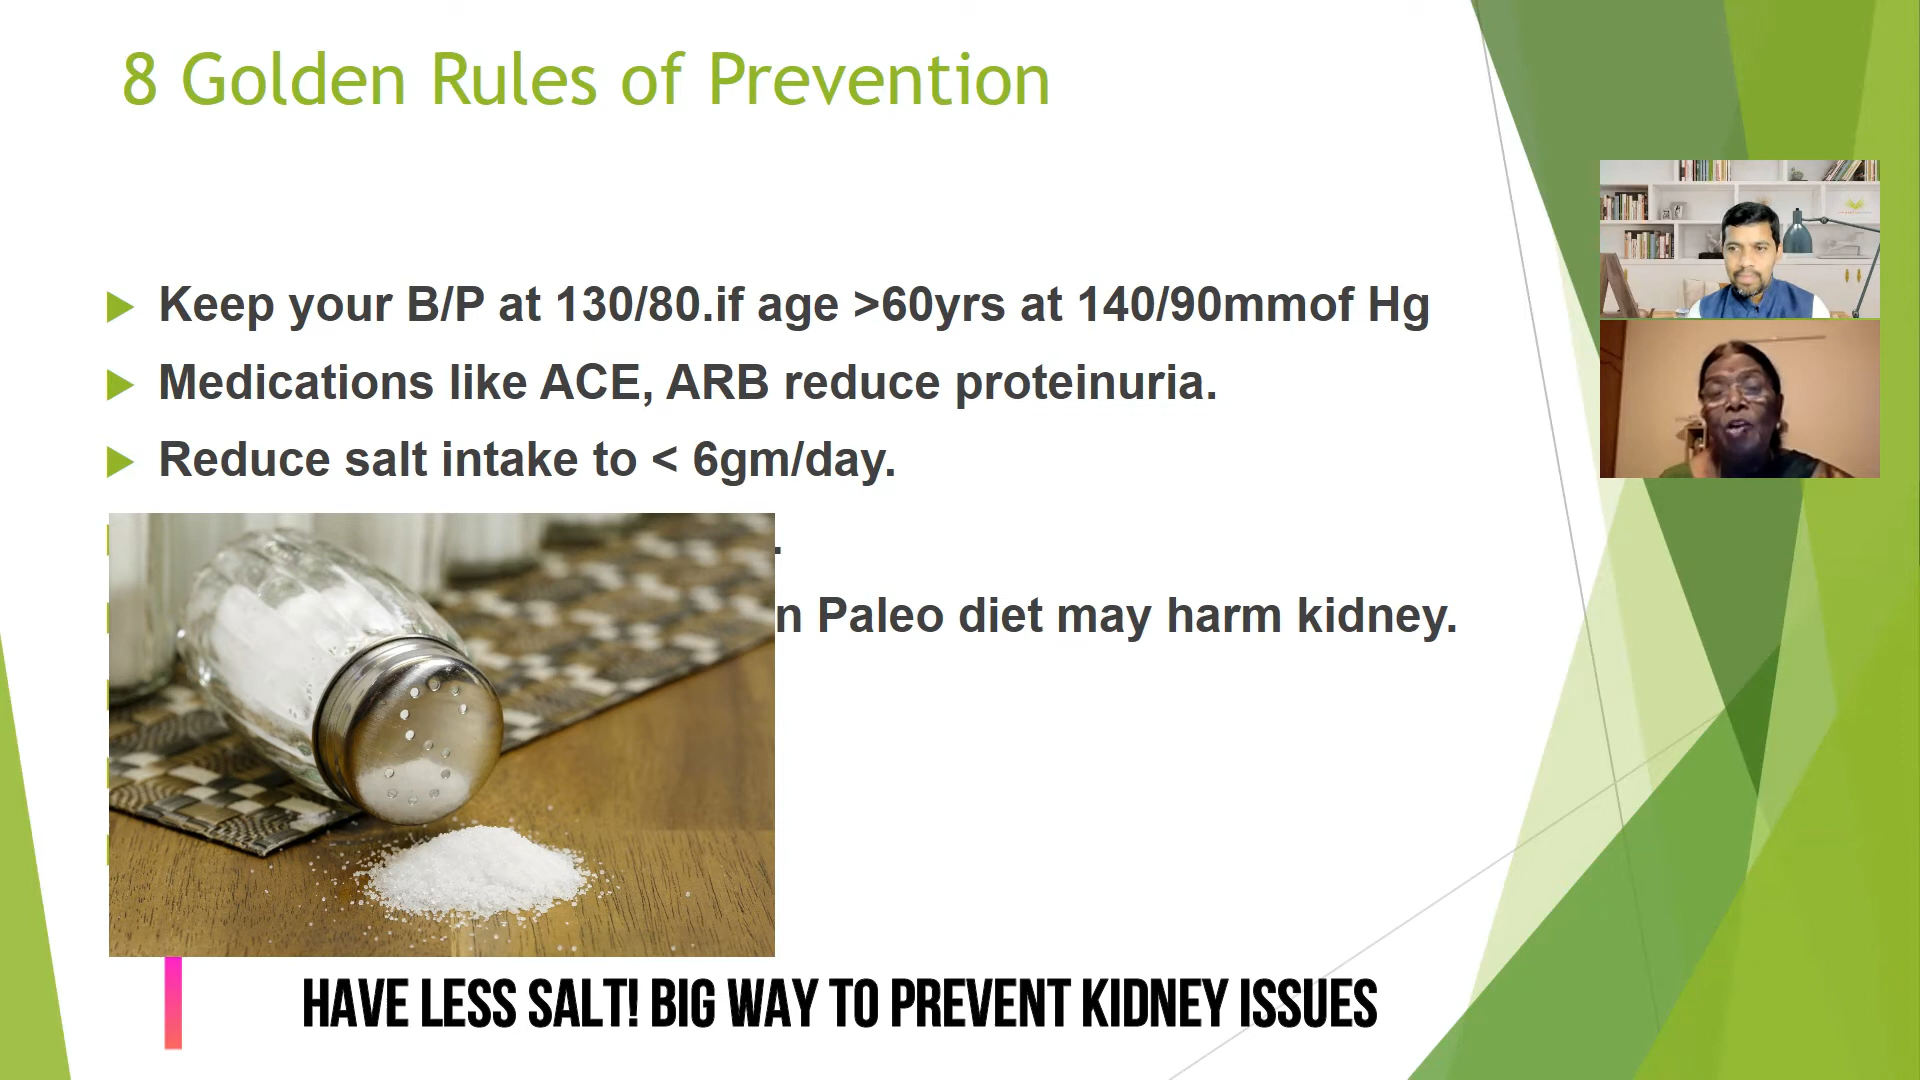 8 Golden Rules of Prevention
Keep your B/P at 130/80.if age >60yrs at 140/90mmof Hg
Medications like ACE, ARB reduce proteinuria.
Reduce salt intake to < 6gm/day.
.
n Paleo diet may harm kidney.
HAVE LESS SALT! BIG WAY TO PREVENT KIDNEY ISSUES